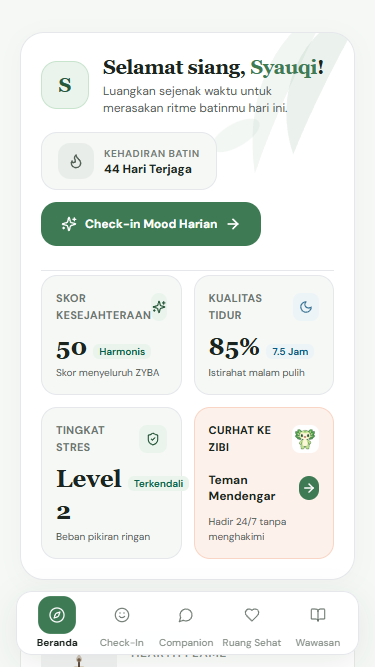 Selamat siang, Syauqi!
S
Luangkan sejenak waktu untuk
merasakan ritme batinmu hari ini.
KEHADIRAN BATIN
44 Hari Terjaga
Check-in Mood Harian
SKOR
KESEJAHTERAAN
50 Harmonis
Skor menyeluruh ZYBA
KUALITAS
TIDUR
85% 7.5 Jam
Istirahat malam pulih
TINGKAT
STRES
Level Terkendali
2
Beban pikiran ringan
CURHAT KE
ZIBI
Teman
Mendengar
Hadir 24/7 tanpa
menghakimi
Beranda Check-In Companion Ruang Sehat Wawasan